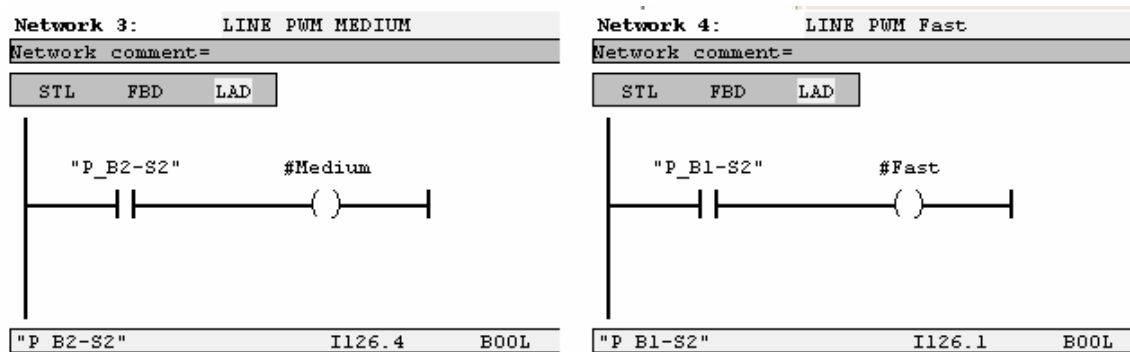 Network 3: LINE PWM MEDIUM
Network comment=
STL FBD LAD
"P_B2-S2" #Medium
"P B2-S2" I126.4 BOOL
Network 4: LINE PWM Fast
Network comment=
STL FBD LAD
"P_B1-S2" #Fast
"P B1-S2" I126.1 BOOL